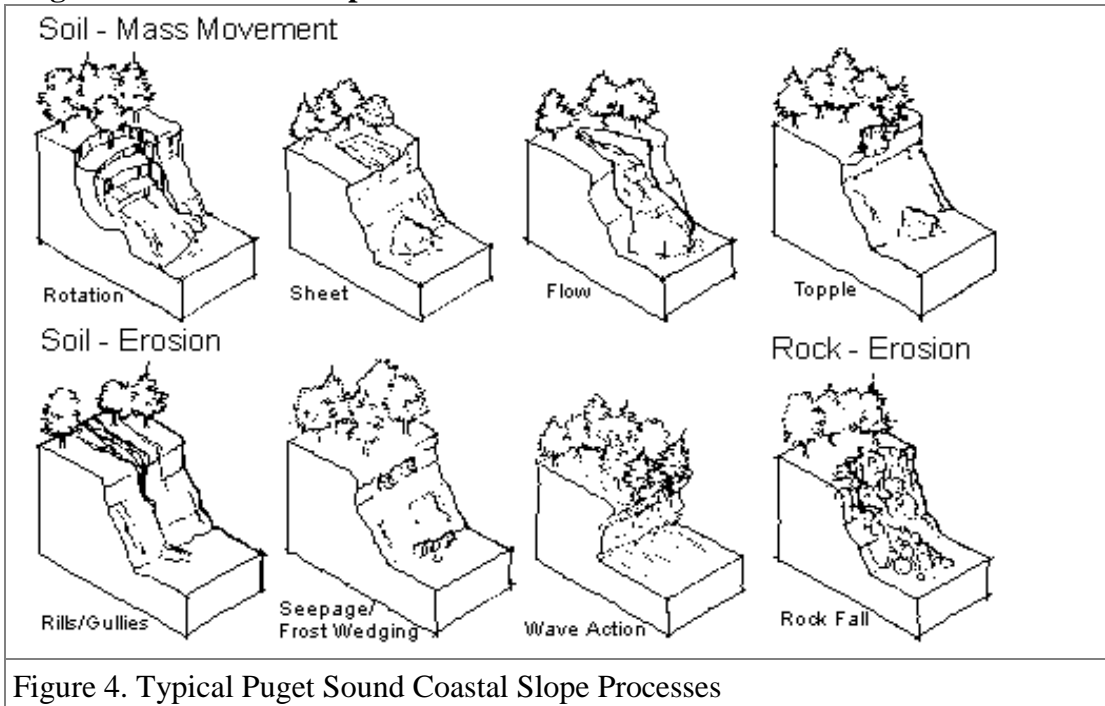 Soil - Mass Movement
Rotation
Sheet
Flow
Topple
Soil - Erosion
Rock - Erosion
Rills/Gullies
Seepage/
Frost Wedging
Wave Action
Rock Fall
Figure 4. Typical Puget Sound Coastal Slope Processes